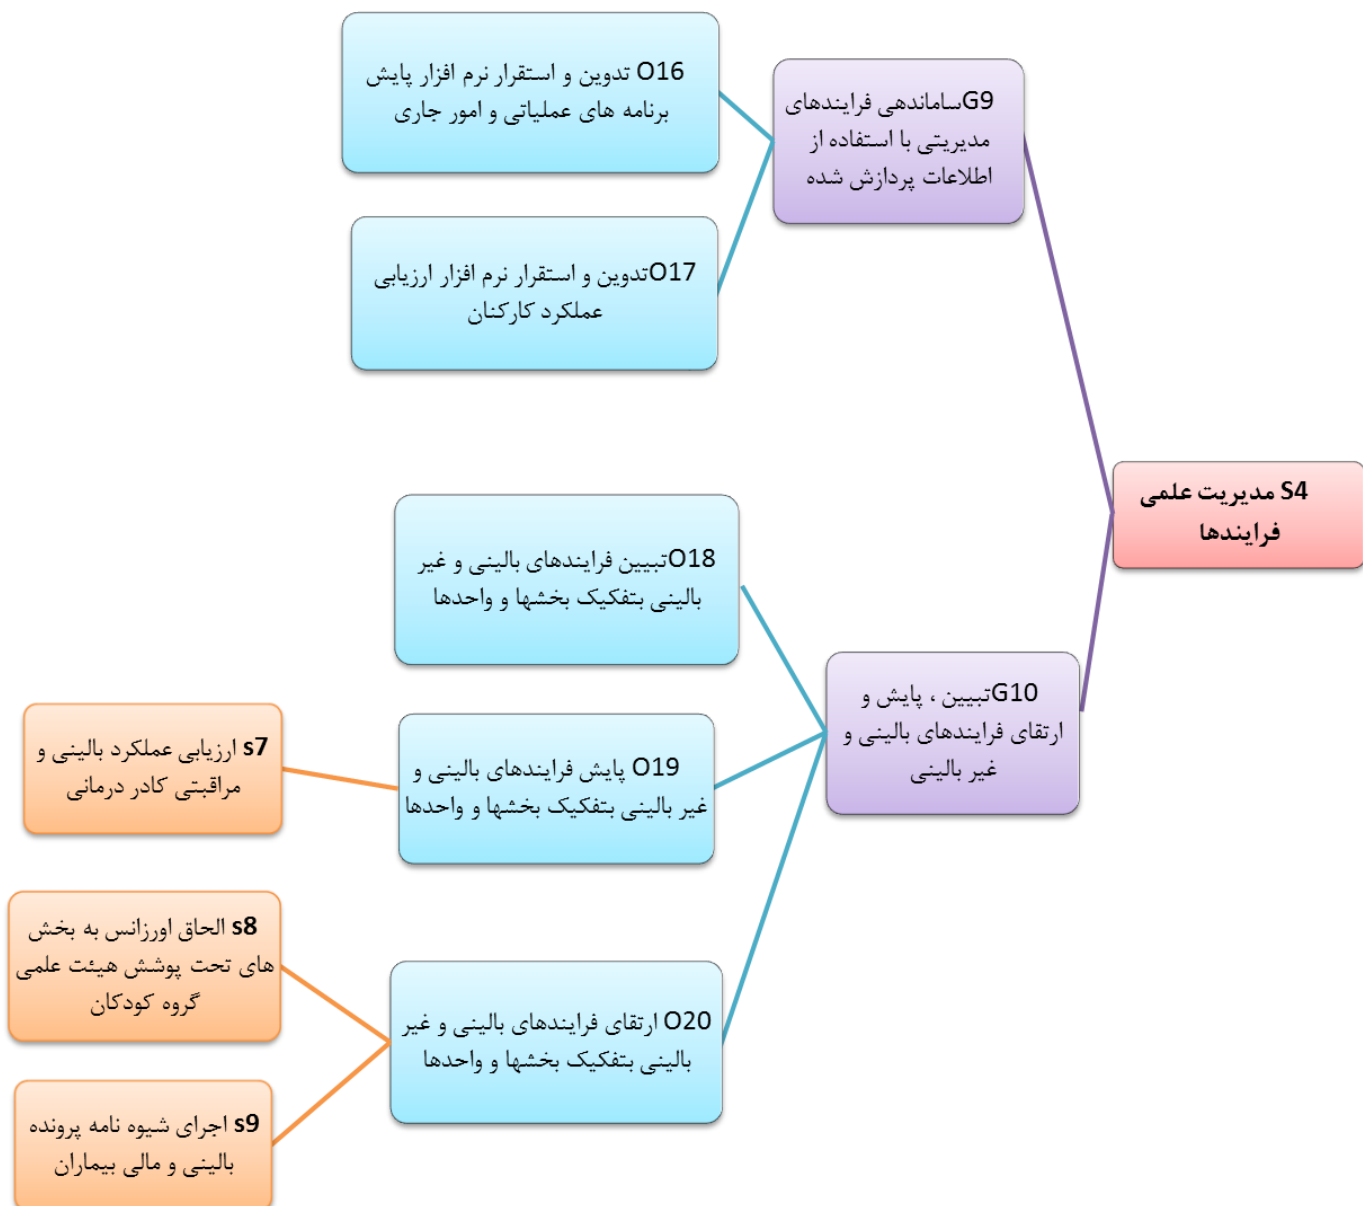 S4 مدیریت علمی
فرایندها
G9ساماندهی فرایندهای
مدیریتی با استفاده از
اطلاعات پردازش شده
O16 تدوین و استقرار نرم افزار پایش
برنامه های عملیاتی و امور جاری
O17تدوین و استقرار نرم افزار ارزیابی
عملکرد کارکنان
G10تبیین ، پایش و
ارتقای فرایندهای بالینی و
غیر بالینی
O18تبیین فرایندهای بالینی و غیر
بالینی بتفکیک بخشها و واحدها
O19 پایش فرایندهای بالینی و
غیر بالینی بتفکیک بخشها و واحدها
s7 ارزیابی عملکرد بالینی و
مراقبتی کادر درمانی
O20 ارتقای فرایندهای بالینی و غیر
بالینی بتفکیک بخشها و واحدها
s8 الحاق اورزانس به بخش
های تحت پوشش هیئت علمی
گروه کودکان
s9 اجرای شیوه نامه پرونده
بالینی و مالی بیماران